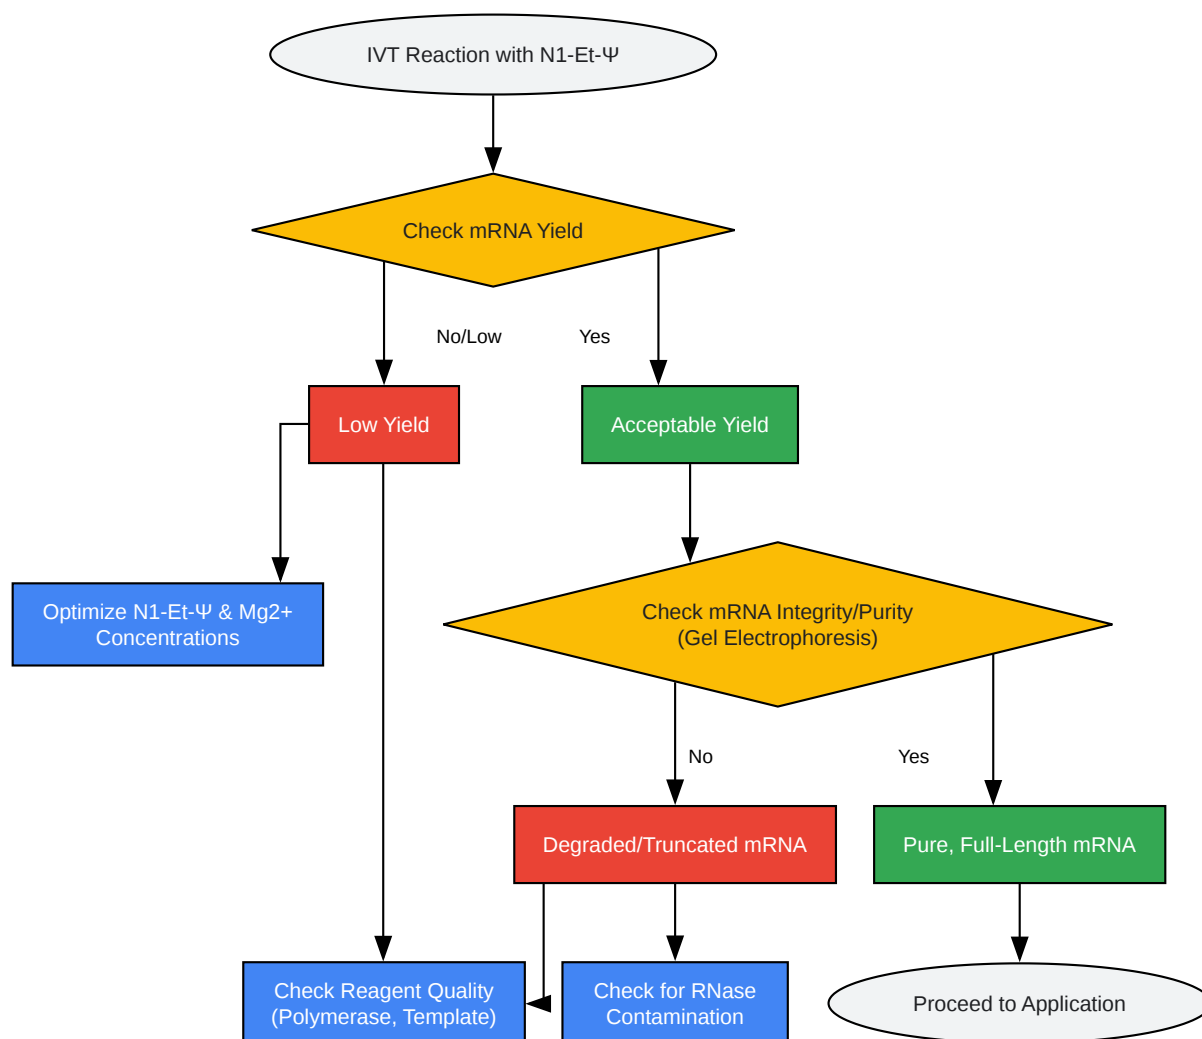 IVT Reaction with N1-Et-Ψ
Check mRNA Yield
No/Low
Yes
Low Yield
Acceptable Yield
Optimize N1-Et-Ψ & Mg2+
Concentrations
Check mRNA Integrity/Purity
(Gel Electrophoresis)
No
Yes
Degraded/Truncated mRNA
Pure, Full-Length mRNA
Check Reagent Quality
(Polymerase, Template)
Check for RNase
Contamination
Proceed to Application